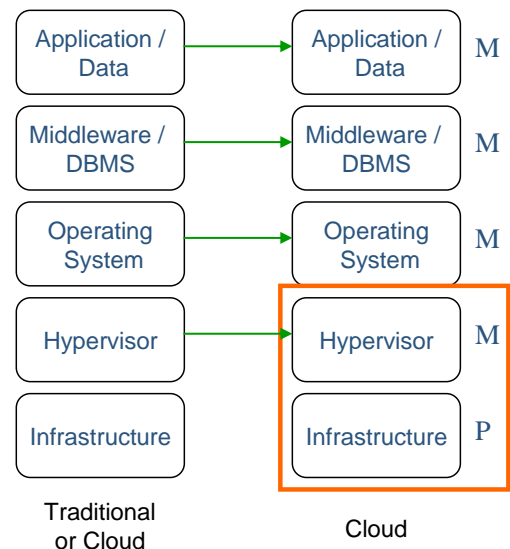 Application /
Data
Application /
Data
M
Middleware /
DBMS
Middleware /
DBMS
M
Operating
System
Operating
System
M
Hypervisor
Hypervisor
M
Infrastructure
Infrastructure
P
Traditional
or Cloud
Cloud